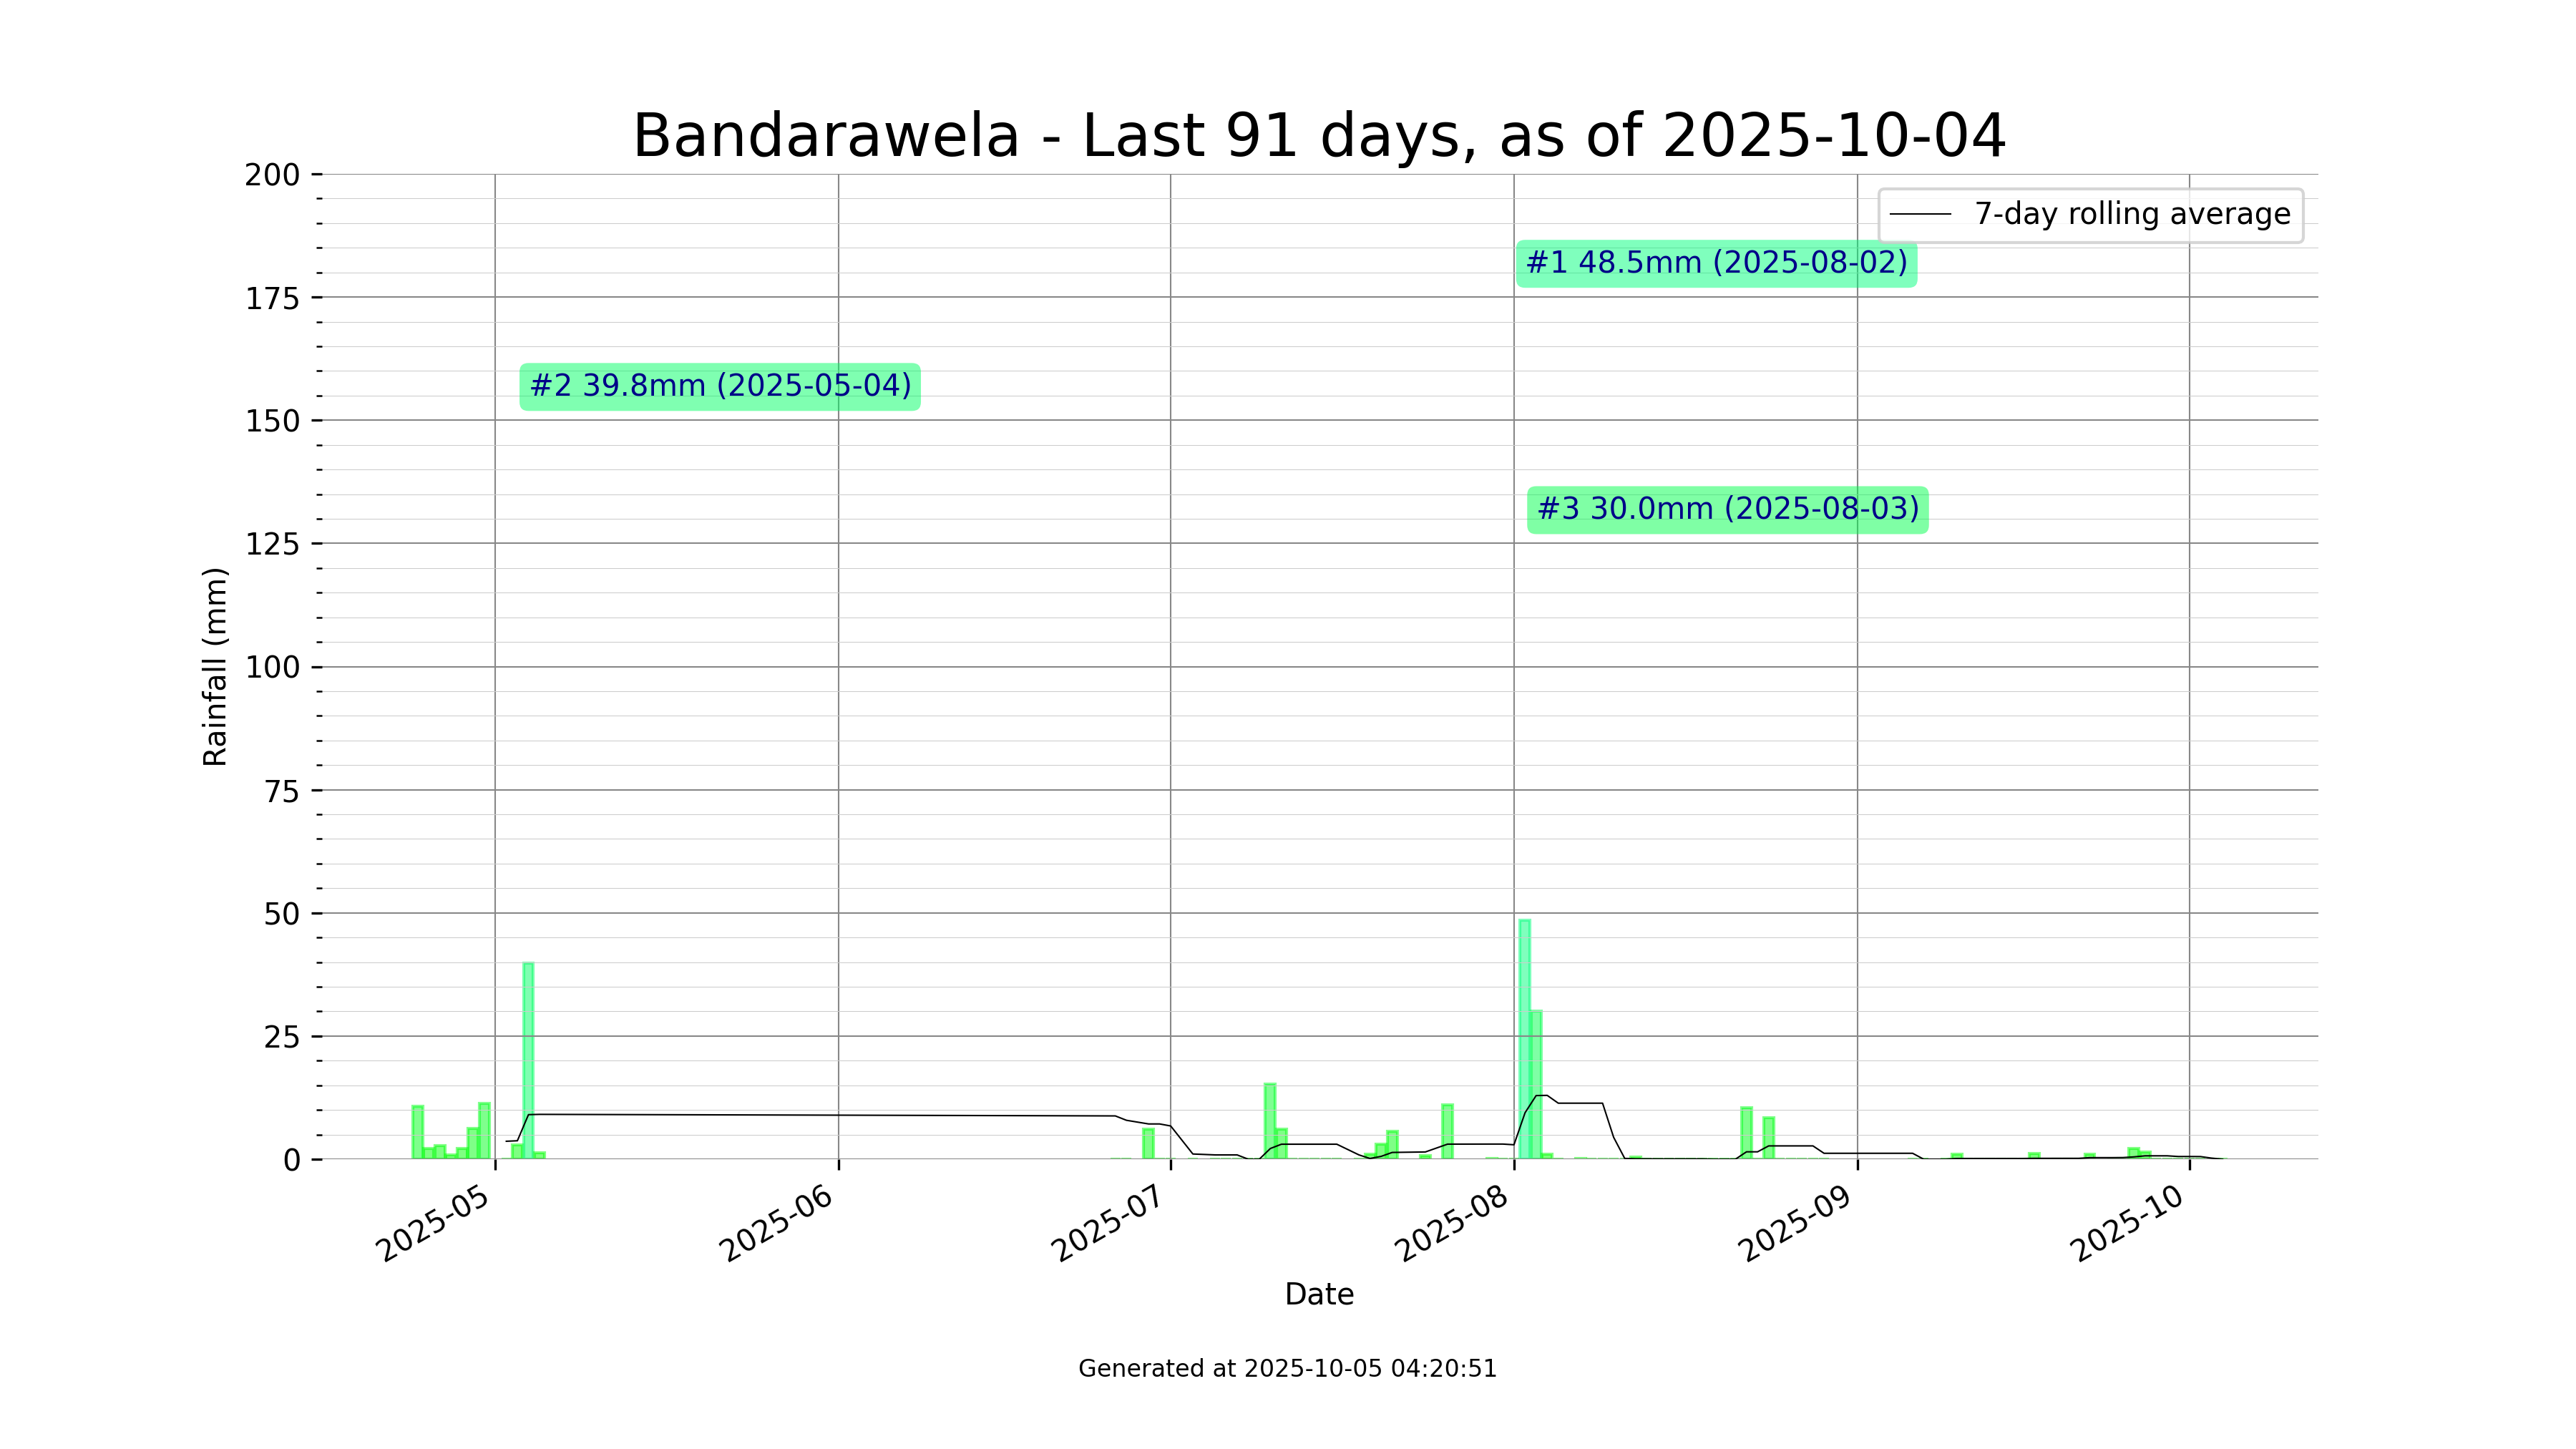 Bandarawela - Last 91 days, as of 2025-10-04
200
175
150
125
100
75
50
25
0
Rainfall (mm)
7-day rolling average
#1 48.5mm (2025-08-02)
#2 39.8mm (2025-05-04)
#3 30.0mm (2025-08-03)
2025-05
2025-06
2025-07
2025-08
2025-09
2025-10
Date
Generated at 2025-10-05 04:20:51